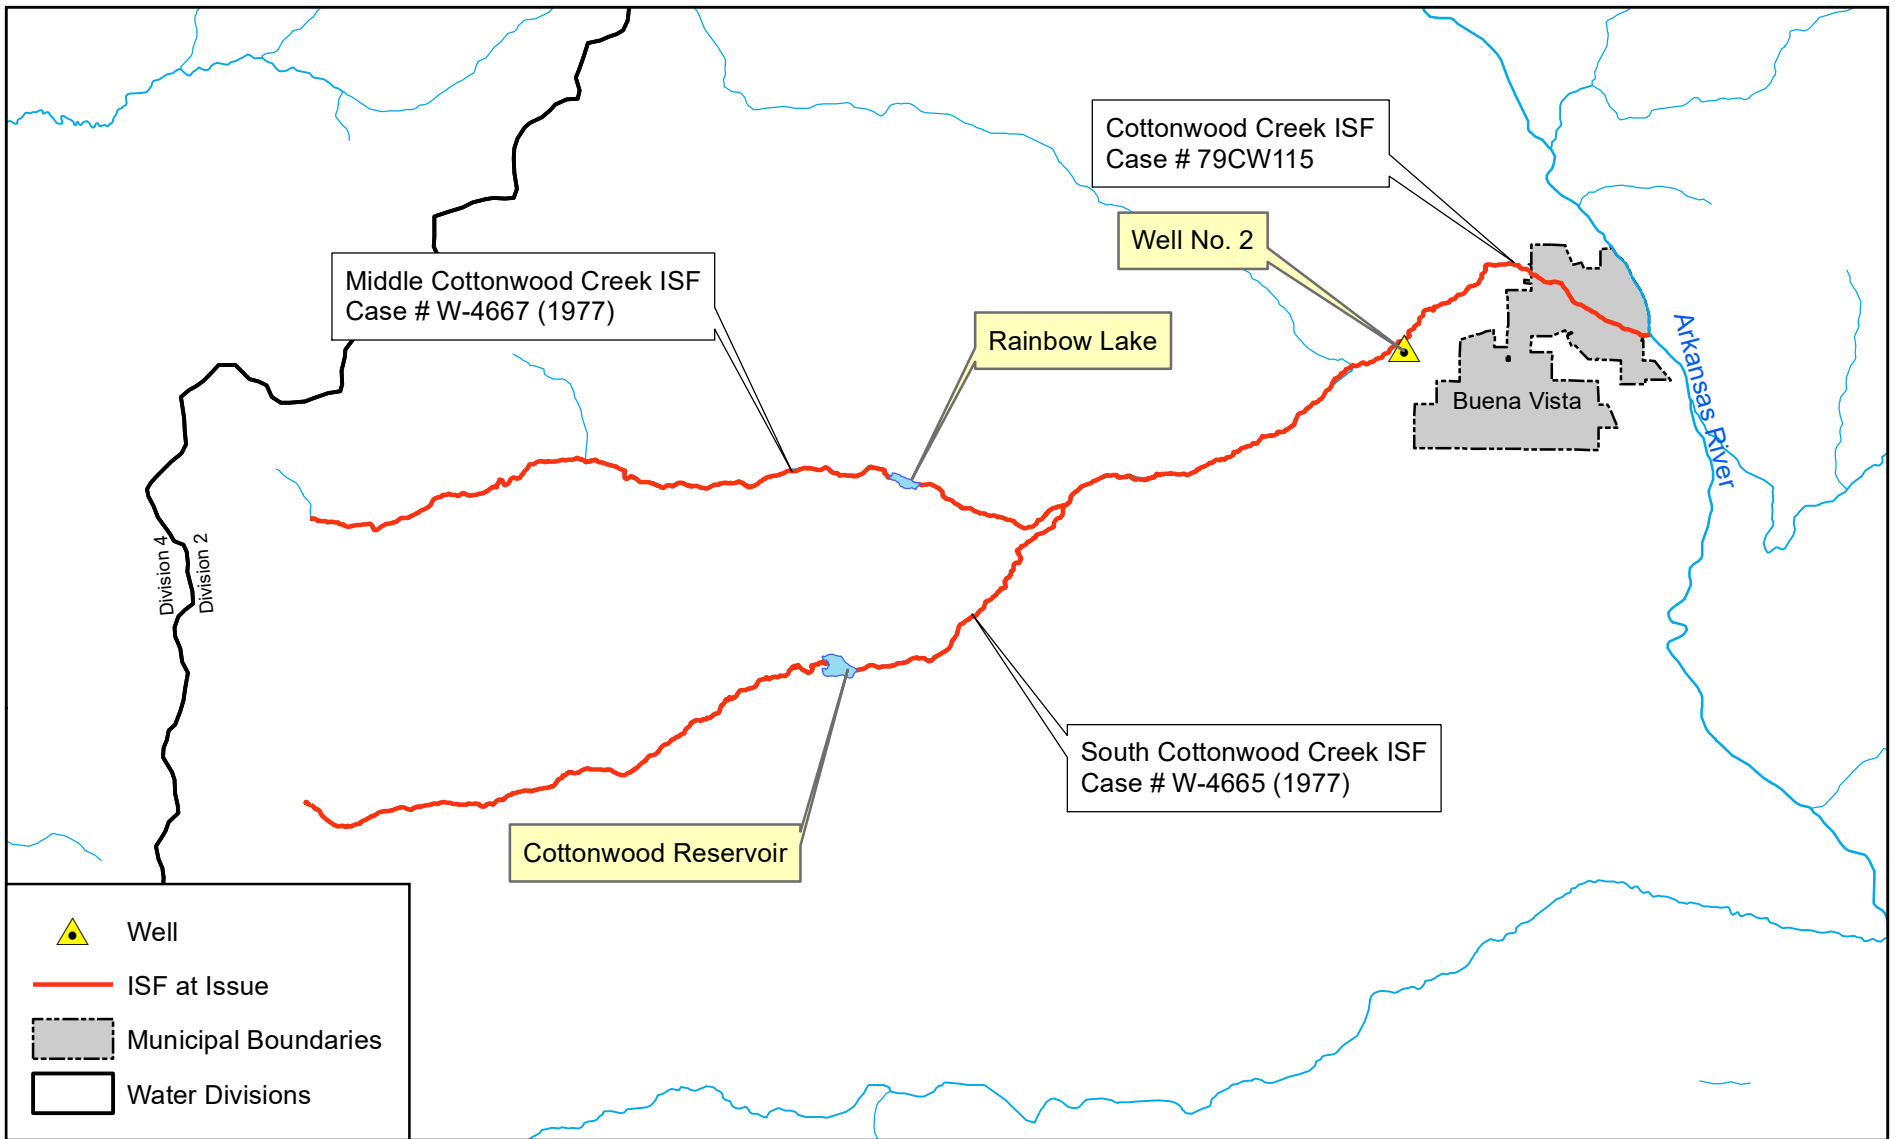 Cottonwood Creek ISF
Case # 79CW115
Well No. 2
Middle Cottonwood Creek ISF
Case # W-4667 (1977)
Rainbow Lake
Arkansas River
Buena Vista
Division 4
Division 2
South Cottonwood Creek ISF
Case # W-4665 (1977)
Cottonwood Reservoir
Well
ISF at Issue
Municipal Boundaries
Water Divisions